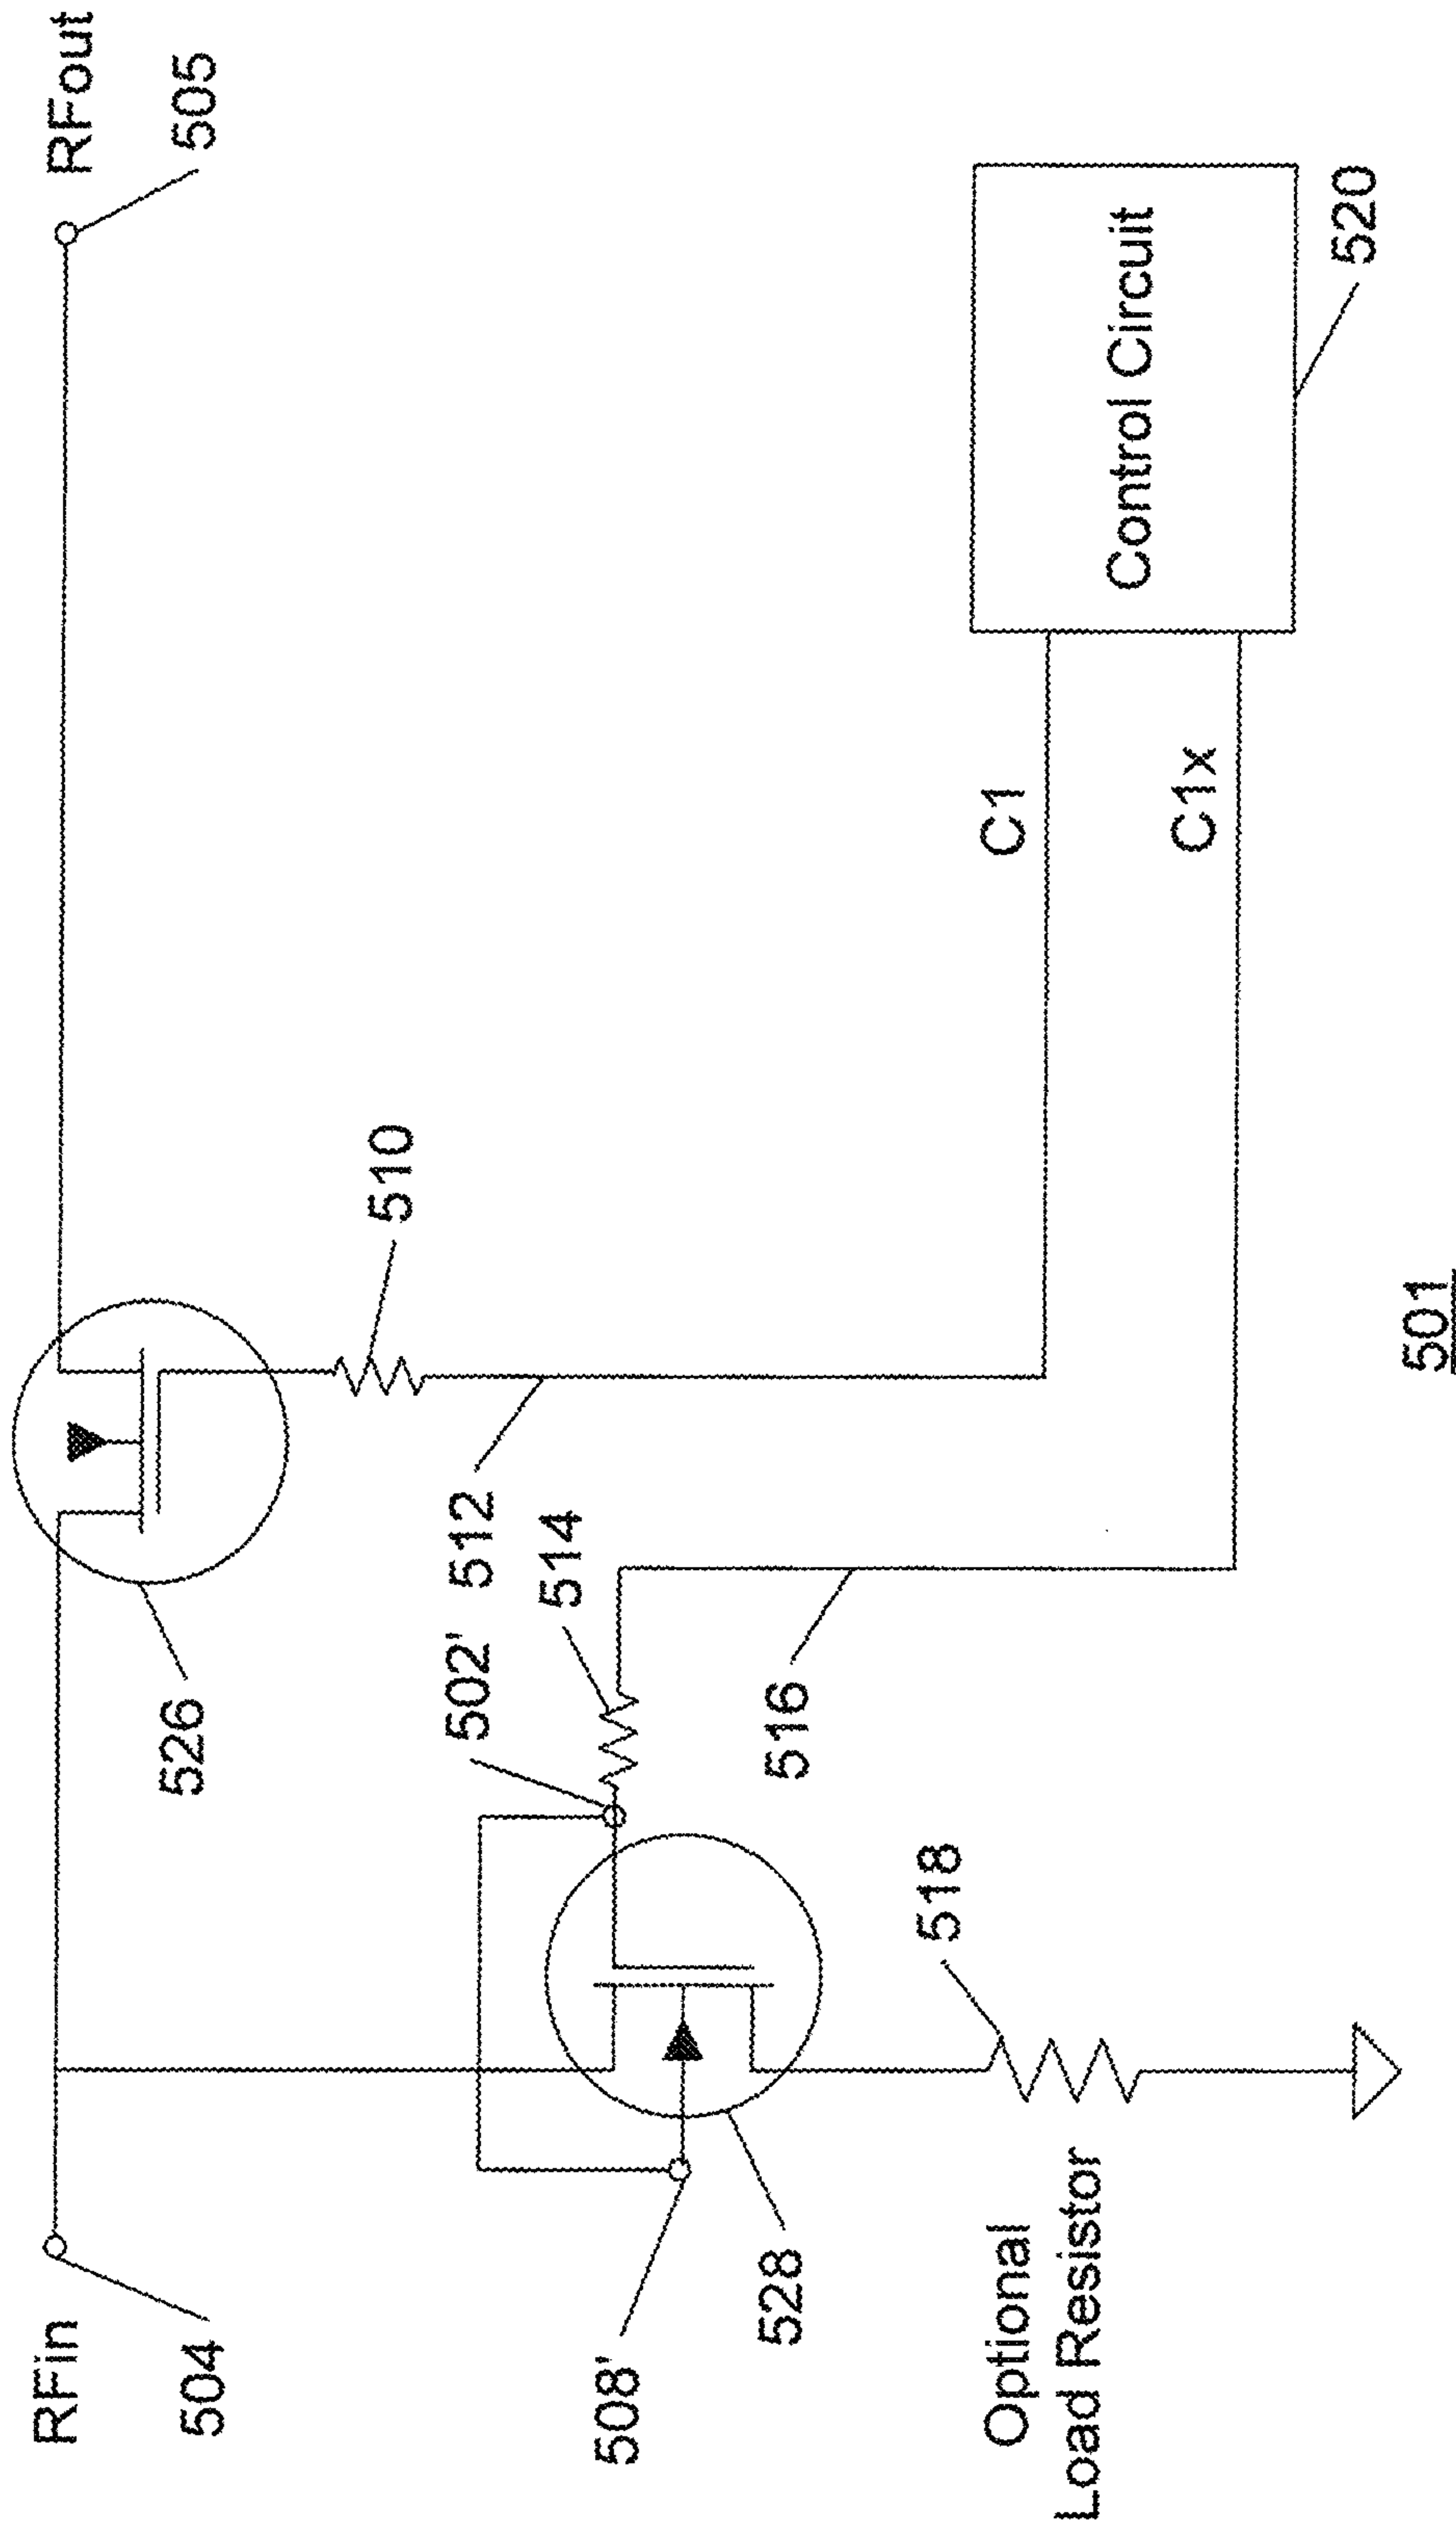 RFin
504
526
RFout
505
510
502'
512
514
508'
528
516
518
Optional
Load Resistor
C1
C1x
Control Circuit
520
501